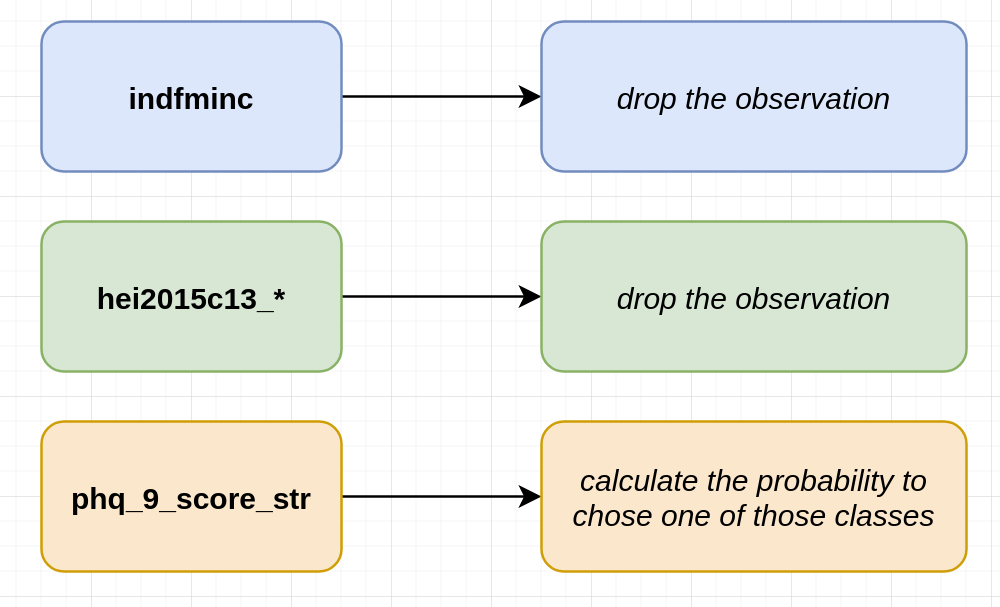 indfminc
drop the observation
hei2015c13_*
drop the observation
phq_9_score_str
calculate the probability to
chose one of those classes